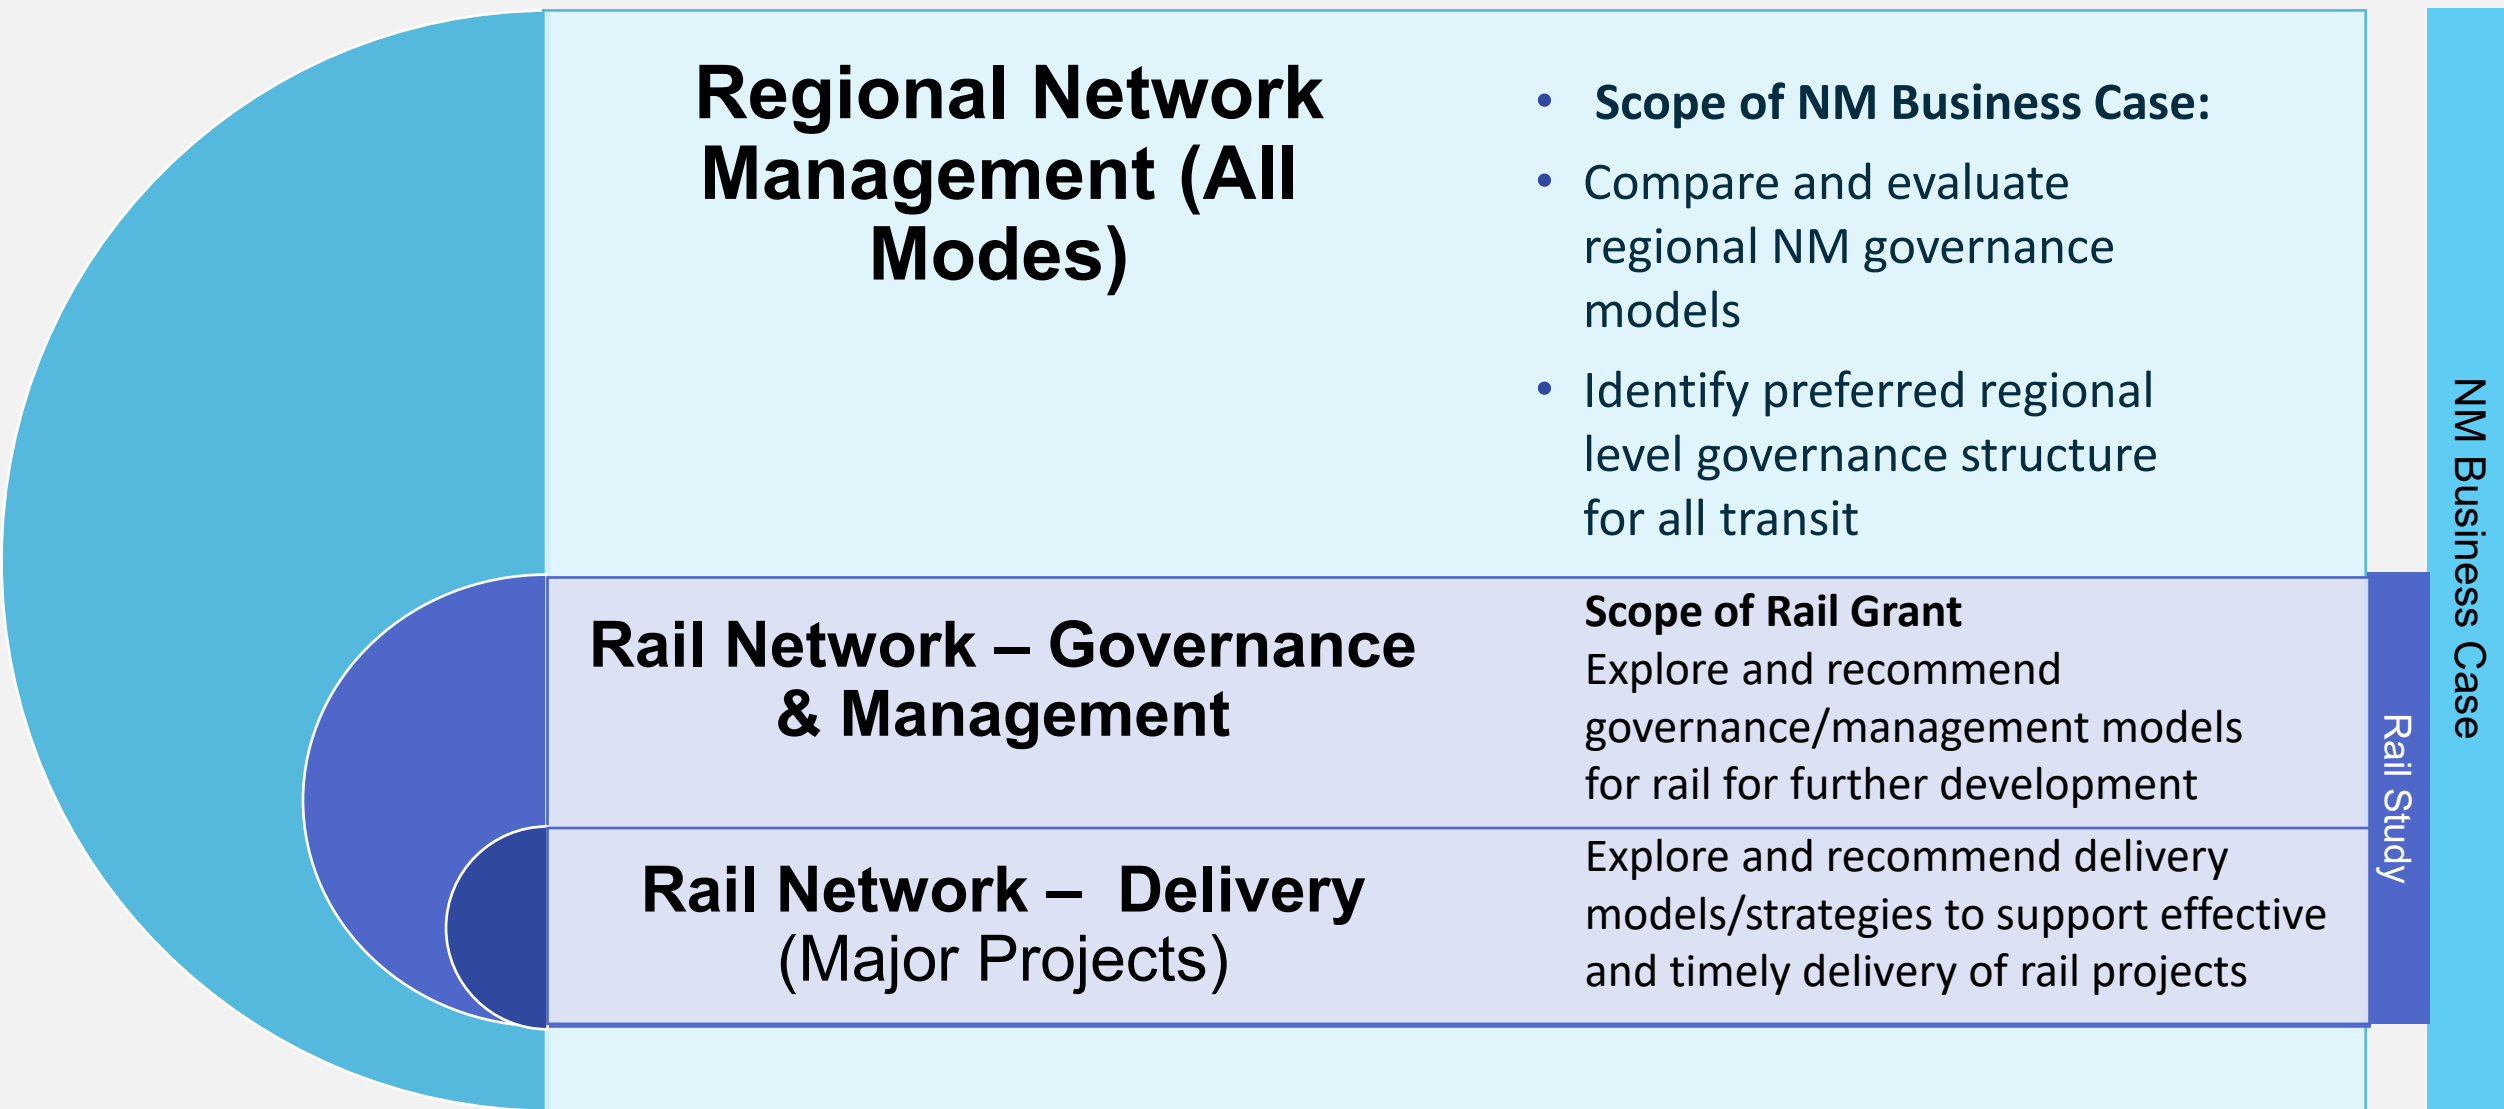 Regional Network
Management (All
Modes)
• Scope of NM Business Case:
• Compare and evaluate
regional NM governance
models
• Identify preferred regional
level governance structure
for all transit
Rail Network – Governance
& Management
Scope of Rail Grant
Explore and recommend
governance/management models
for rail for further development
Rail Network – Delivery
(Major Projects)
Explore and recommend delivery
models/strategies to support effective
and timely delivery of rail projects
Rail Study
NM Business Case